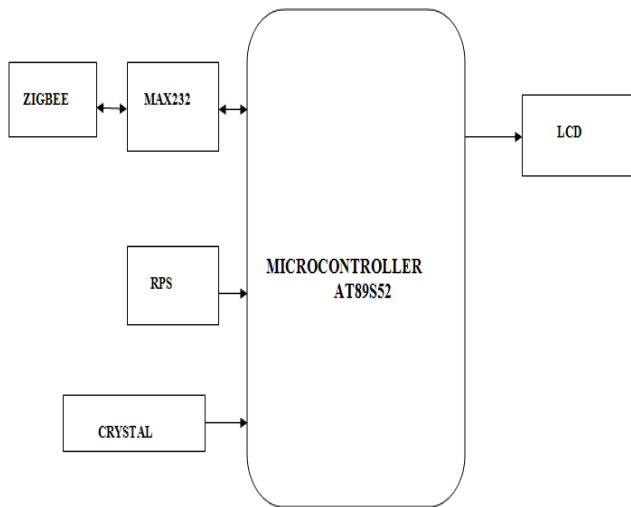 ZIGBEE
MAX232
LCD
RPS
MICROCONTROLLER
AT89S52
CRYSTAL